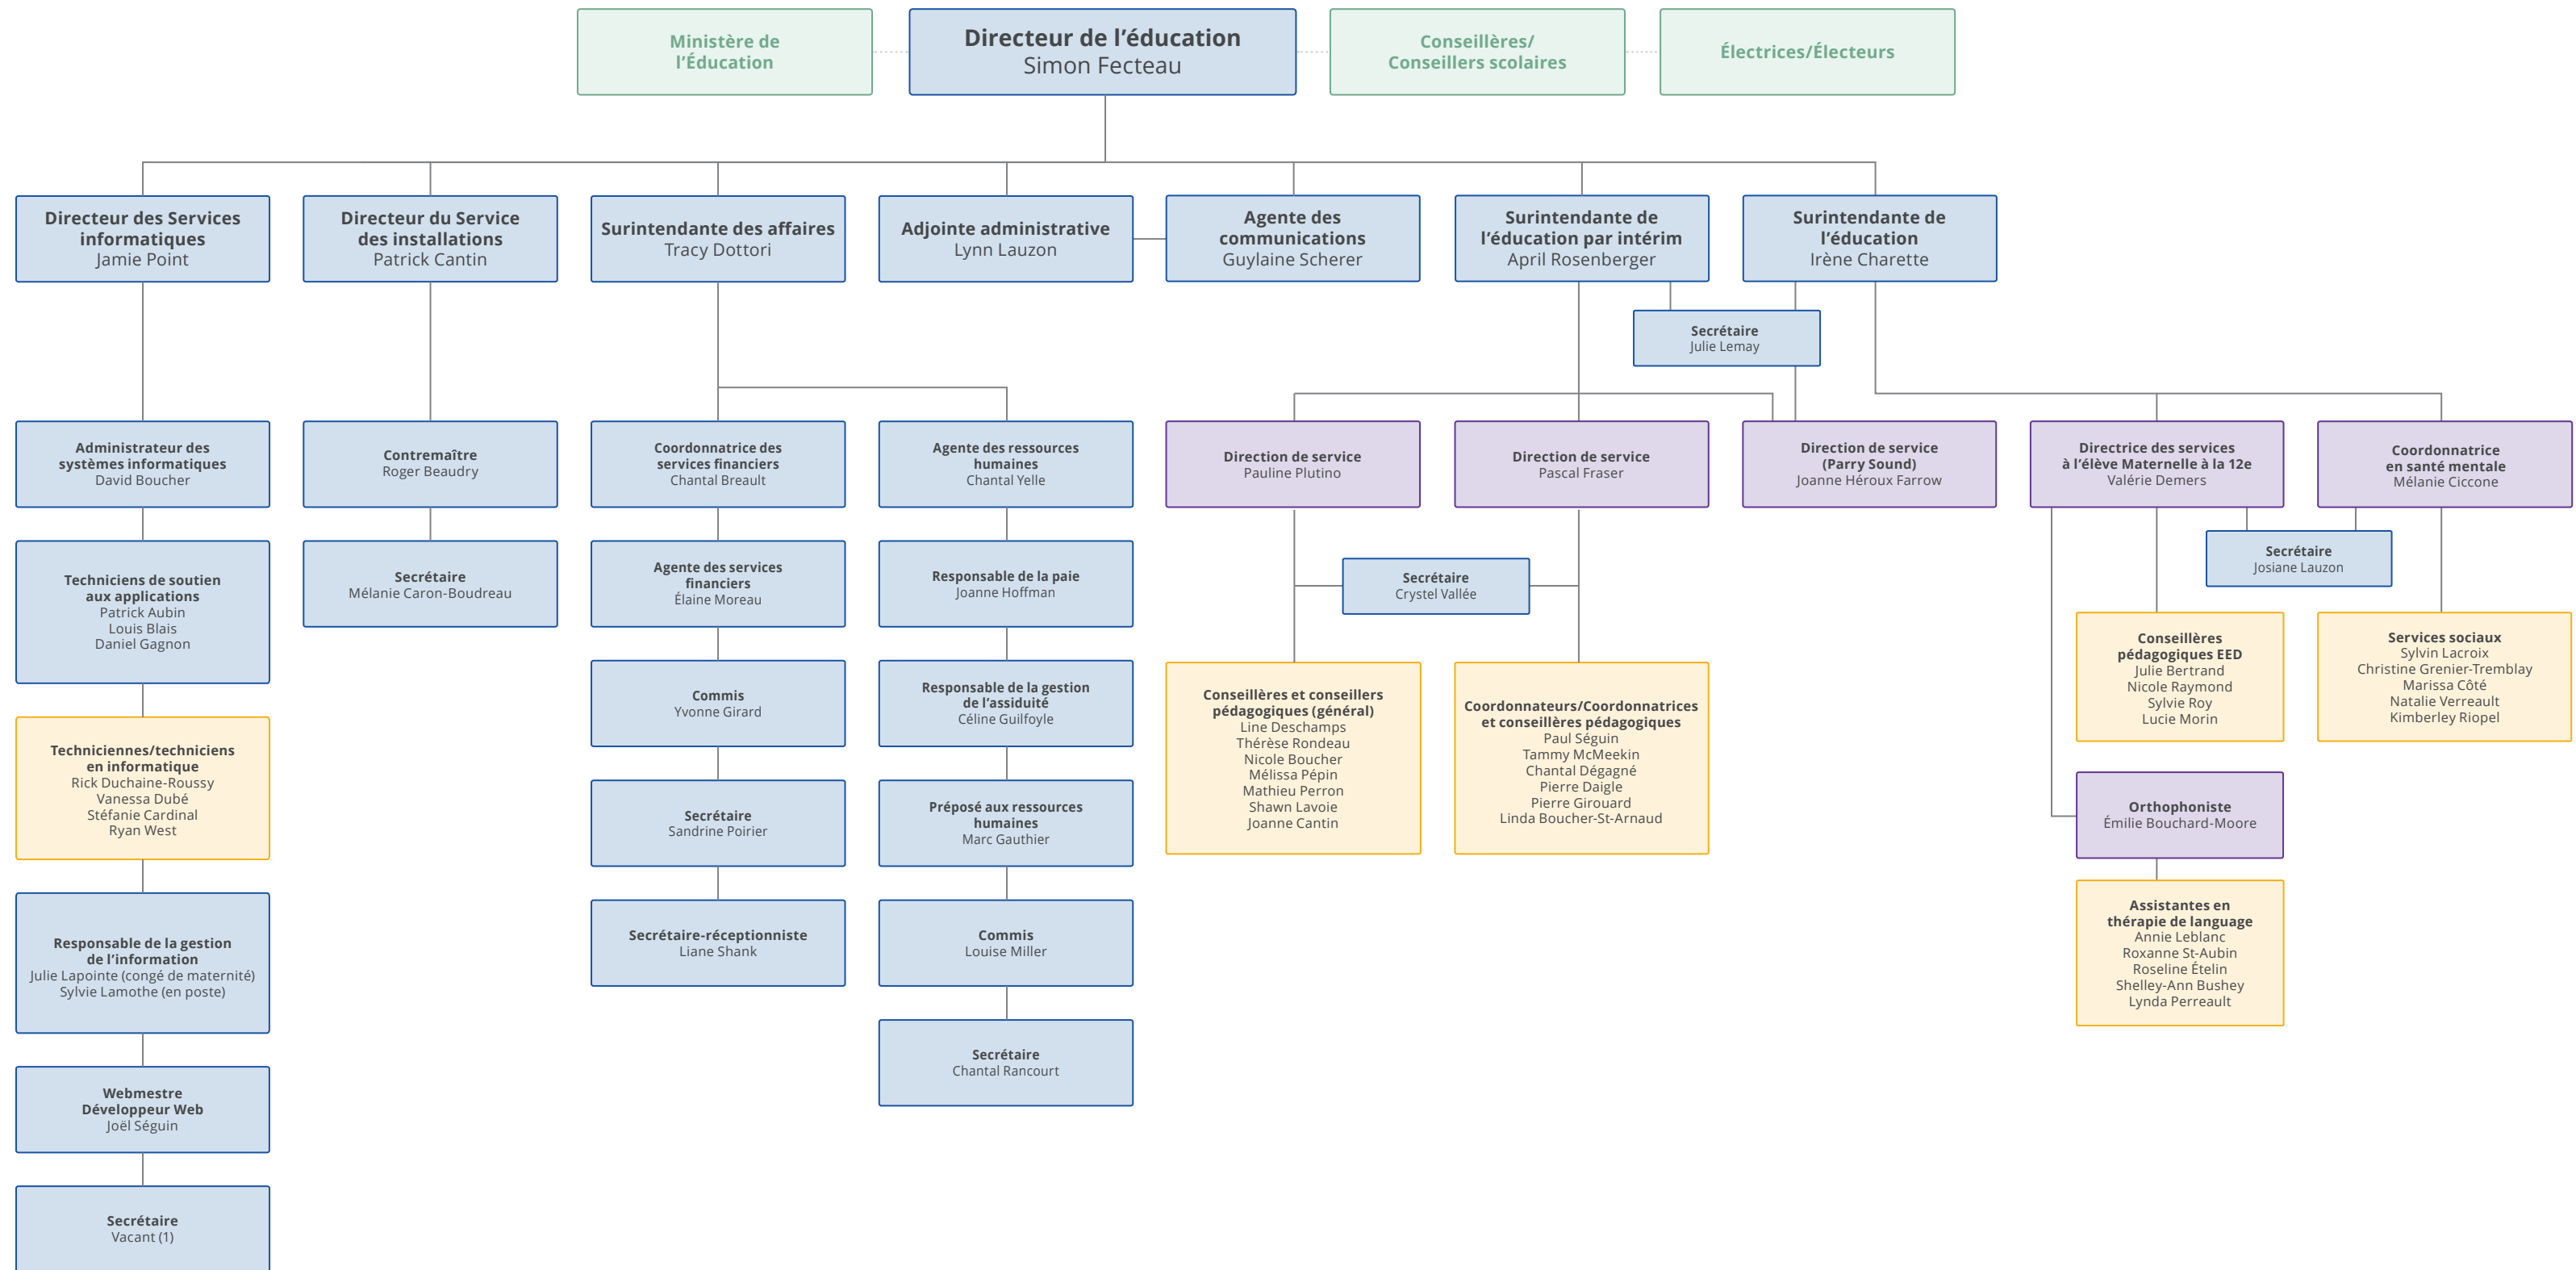 Ministère de
l'Éducation
Directeur de l'éducation
Simon Fecteau
Conseillères/
Conseillers scolaires
Électrices/Électeurs
Directeur des Services
informatiques
Jamie Point
Directeur du Service
des installations
Patrick Cantin
Surintendante des affaires
Tracy Dottori
Adjointe administrative
Lynn Lauzon
Agente des
communications
Guylaine Scherer
Surintendante de
l'éducation par intérim
April Rosenberger
Surintendante de
l'éducation
Irène Charette
Secrétaire
Julie Lemay
Administrateur des
systèmes informatiques
David Boucher
Contremaître
Roger Beaudry
Coordonnatrice des
services financiers
Chantal Breault
Agente des ressources
humaines
Chantal Yelle
Direction de service
Pauline Plutino
Direction de service
Pascal Fraser
Direction de service
(Parry Sound)
Joanne Héroux Farrow
Directrice des services
à l'élève Maternelle à la 12e
Valérie Demers
Coordonnatrice
en santé mentale
Mélanie Ciccone
Techniciens de soutien
aux applications
Patrick Aubin
Louis Blais
Daniel Gagnon
Secrétaire
Mélanie Caron-Boudreau
Agente des services
financiers
Élaine Moreau
Responsable de la paie
Joanne Hoffman
Secrétaire
Crystel Vallée
Secrétaire
Josiane Lauzon
Commis
Yvonne Girard
Responsable de la gestion
de l'assiduité
Céline Guilfoyle
Conseillères et conseillers
pédagogiques (général)
Line Deschamps
Thérèse Rondeau
Nicole Boucher
Mélissa Pépin
Mathieu Perron
Shawn Lavoie
Joanne Cantin
Coordonnateurs/Coordonnatrices
et conseillères pédagogiques
Paul Séguin
Tammy McMeekin
Chantal Dégagné
Pierre Daigle
Pierre Girouard
Linda Boucher-St-Arnaud
Conseillères
pédagogiques EED
Julie Bertrand
Nicole Raymond
Sylvie Roy
Lucie Morin
Services sociaux
Sylvin Lacroix
Christine Grenier-Tremblay
Marissa Côté
Natalie Verreault
Kimberley Riopel
Techniciennes/techniciens
en informatique
Rick Duchaine-Roussy
Vanessa Dubé
Stéfanie Cardinal
Ryan West
Secrétaire
Sandrine Poirier
Préposé aux ressources
humaines
Marc Gauthier
Orthophoniste
Émilie Bouchard-Moore
Responsable de la gestion
de l'information
Julie Lapointe (congé de maternité)
Sylvie Lamothe (en poste)
Secrétaire-réceptionniste
Liane Shank
Commis
Louise Miller
Assistantes en
thérapie de language
Annie Leblanc
Roxanne St-Aubin
Roseline Ételin
Shelley-Ann Bushey
Lynda Perreault
Secrétaire
Chantal Rancourt
Webmestre
Développeur Web
Joël Séguin
Secrétaire
Vacant (1)